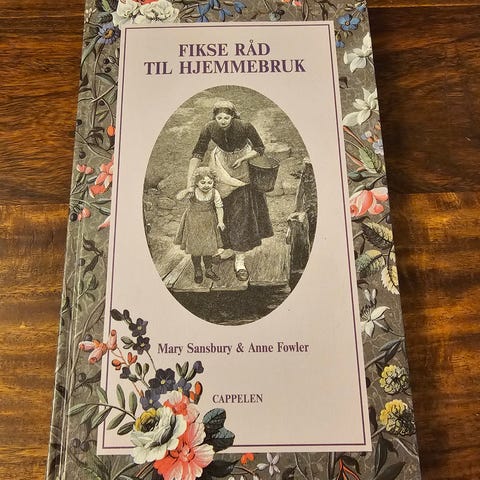 FIKSE RÅD
TIL HJEMMEBRUK
Mary Sansbury & Anne Fowler
CAPPELEN